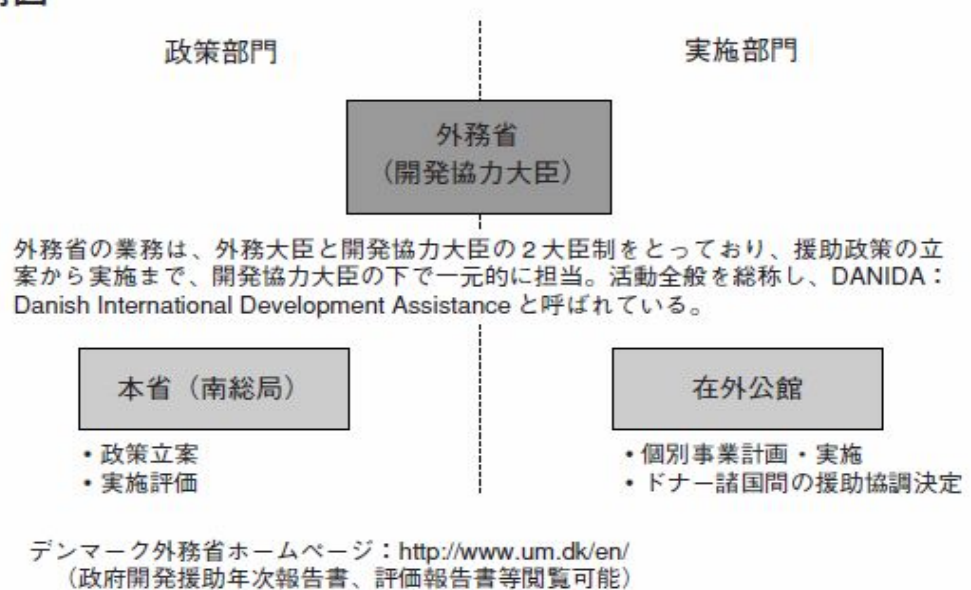 政策部門
実施部門
外務省
（開発協力大臣）
外務省の業務は、外務大臣と開発協力大臣の２大臣制をとっており、援助政策の立
案から実施まで、開発協力大臣の下で一元的に担当。活動全般を総称し、DANIDA：
Danish International Development Assistance と呼ばれている。
本省（南総局）
在外公館
・政策立案
・実施評価
・個別事業計画・実施
・ドナー諸国間の援助協調決定
デンマーク外務省ホームページ：http://www.um.dk/en/
（政府開発援助年次報告書、評価報告書等閲覧可能）